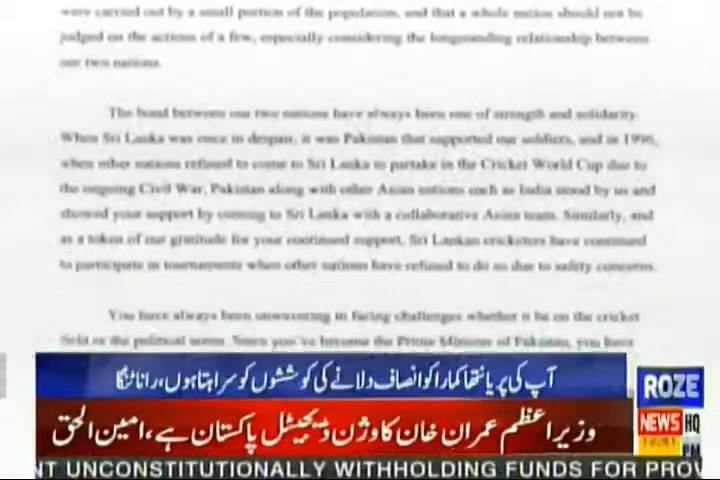 were carried out by a small portion of the population, and that a whole nation should not be
judged on the actions of a few, especially considering the longstanding relationship between
our two nations.
The bond between our two nations have always been one of strength and solidarity.
When Sri Lanka was once in despair, it was Pakistan that supported our soldiers, and in 1996,
when other nations refused to come to Sri Lanka to partake in the Cricket World Cup due to
the ongoing Civil War, Pakistan along with other Asian nations such as India stood by us and
showed your support by coming to Sri Lanka with a collaborative Asian team. Similarly, and
as a token of our gratitude for your continued support, Sri Lankan cricketers have continued
to participate in tournaments when other nations have refused to do so due to safety concerns.
You have always been unwavering in facing challenges whether it be on the cricket
field or the political arena. Since you've become the Prime Minister of Pakistan, you have
آپ کی پریانتھا کمارا کو انصاف دلانے کی کوششوں کو سراہتا ہوں، رانا ٹنگا
ROZE
NEWS HQ
وزیر اعظم عمران خان کا وژن ڈیجیٹل پاکستان ہے، امین الحق
PM
NT UNCONSTITUTIONALLY WITHHOLDING FUNDS FOR PROV